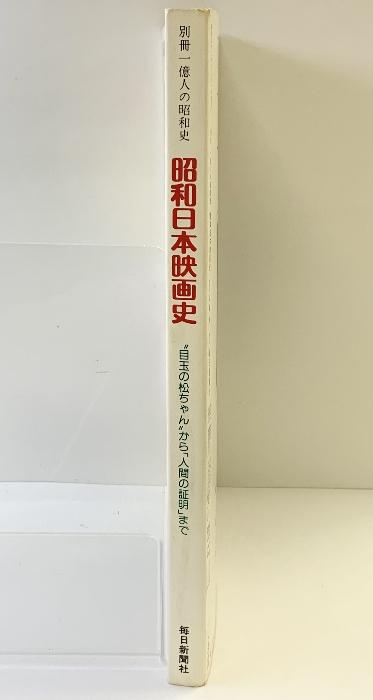 別冊一億人の昭和史
昭和日本映画史
〝目玉の松ちゃん〟から「人間の証明」まで
毎日新聞社